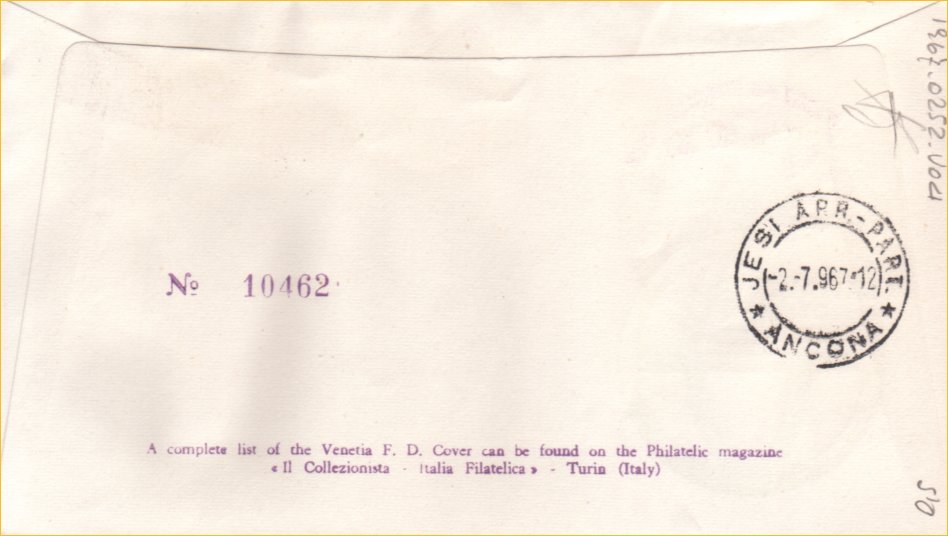 1967.0252.V04
JESI ARR.-PART.
-2.-7.967-12
★ ANCONA ★
№ 10462
A complete list of the Venetia F. D. Cover can be found on the Philatelic magazine
« Il Collezionista - Italia Filatelica » - Turin (Italy)